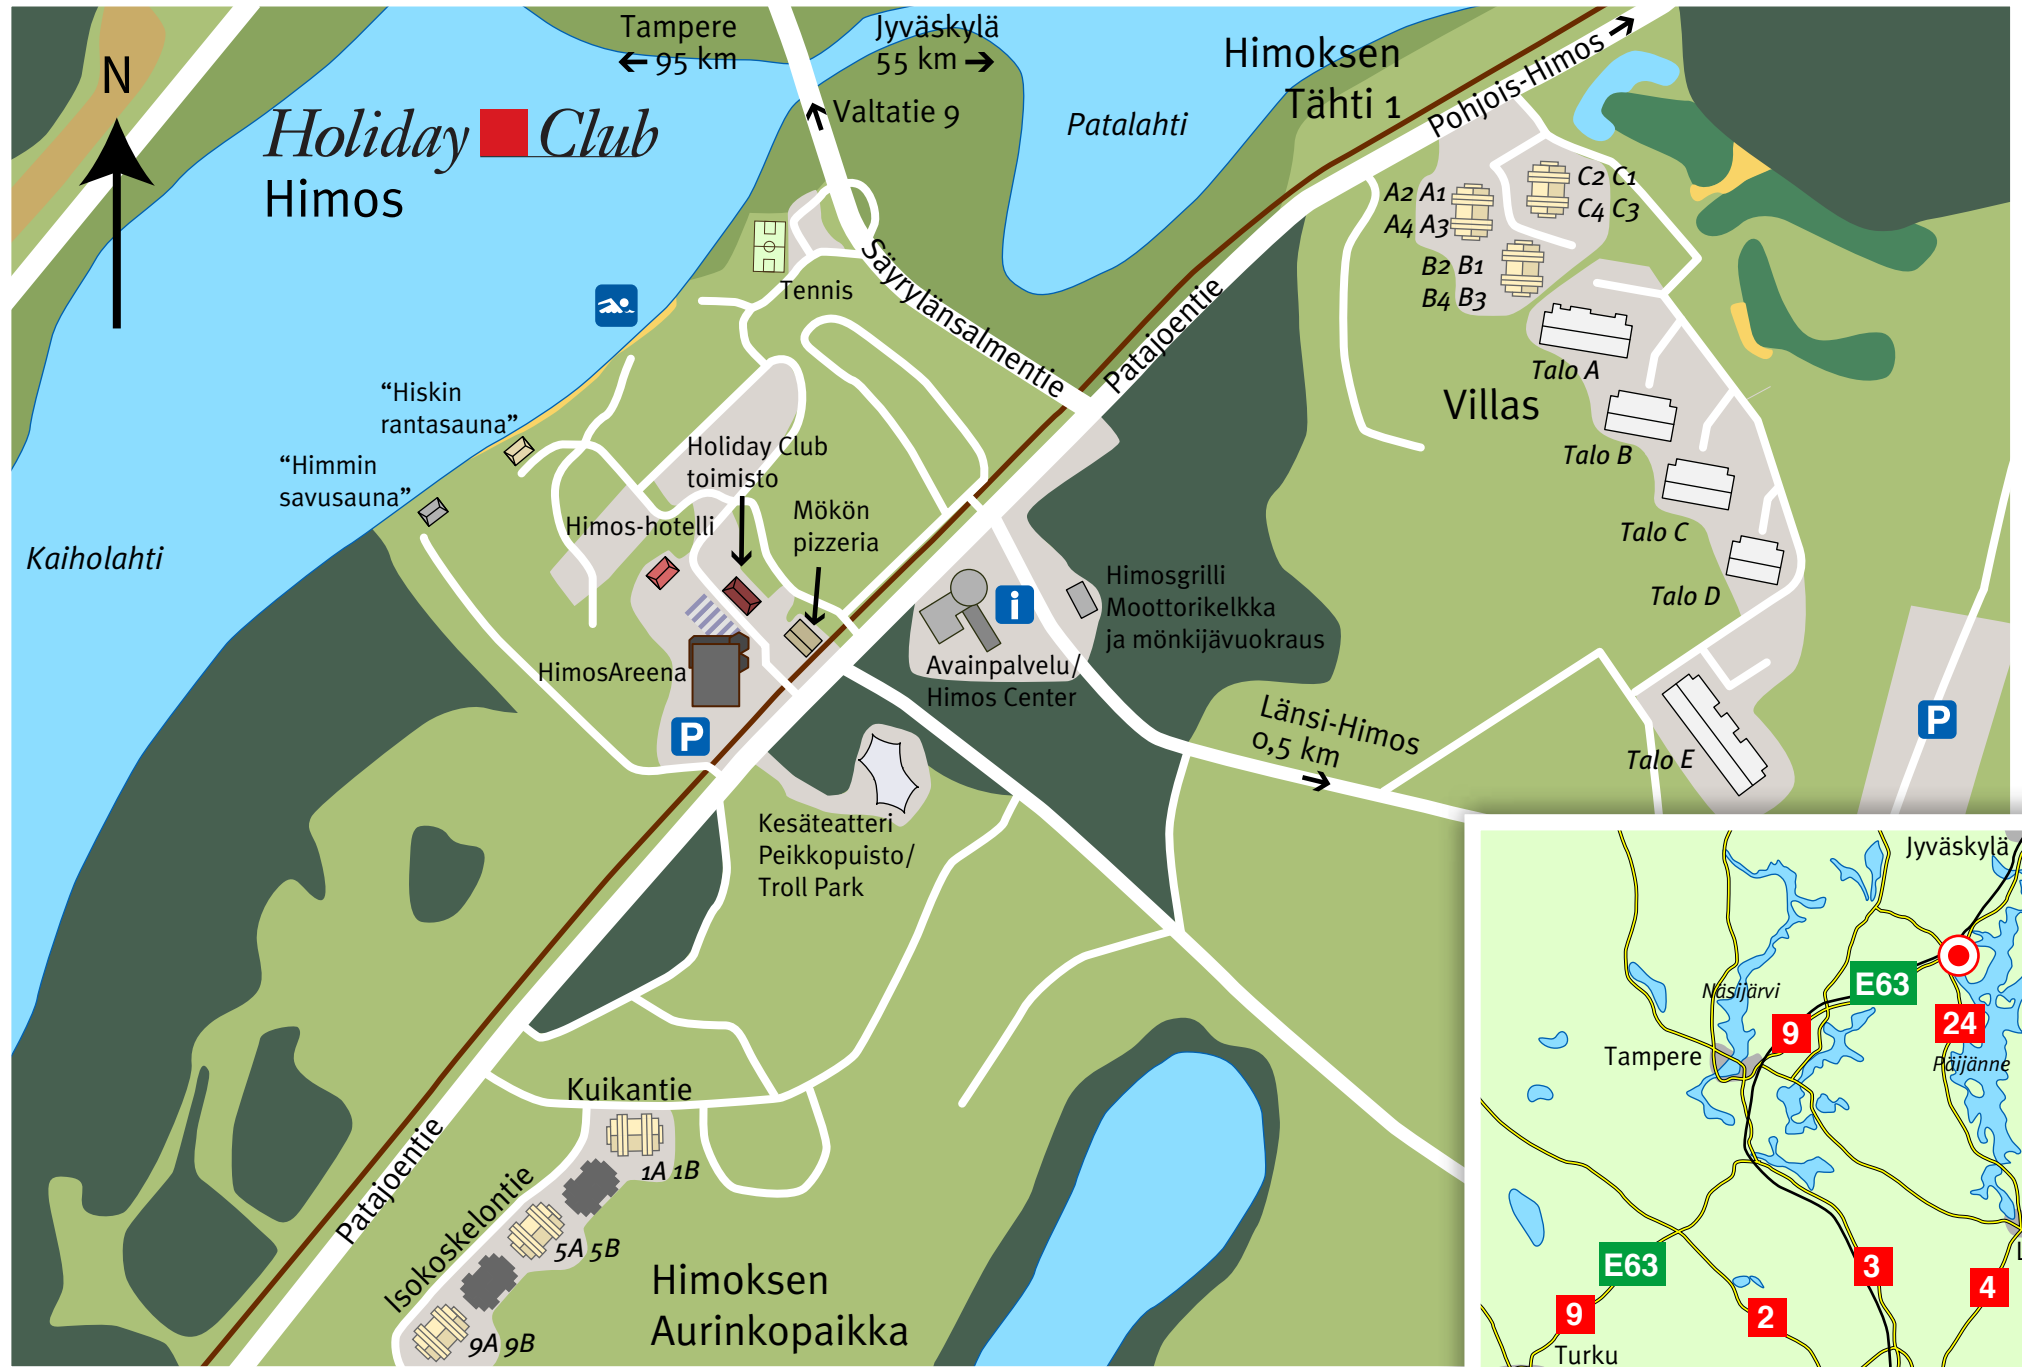 N
Tampere
95 km
Jyväskylä
55 km
Valtatie 9
Holiday Club
Himos
Patalahti
Himoksen
Tähti 1
Pohjois-Himos
A2 A1
A4 A3
C2 C1
C4 C3
B2 B1
B4 B3
Tennis
Säyrylänsalmentie
Patajoentie
Talo A
Villas
Talo B
Talo C
Talo D
Talo E
"Hiskin
rantasauna"
"Himmin
savusauna"
Kaiholahti
Holiday Club
toimisto
Himos-hotelli
Mökön
pizzeria
HimosAreena
P
i
Avainpalvelu/
Himos Center
Himosgrilli
Moottorikelkka
ja mönkijävuokraus
Länsi-Himos
0,5 km
P
Kesäteatteri
Peikkopuisto/
Troll Park
Kuikantie
Patajoentie
Isokoskelontie
1A 1B
5A 5B
9A 9B
Himoksen
Aurinkopaikka
Jyväskylä
Näsijärvi
E63
9
24
Tampere
Päijänne
E63
3
4
9
2
Turku
L